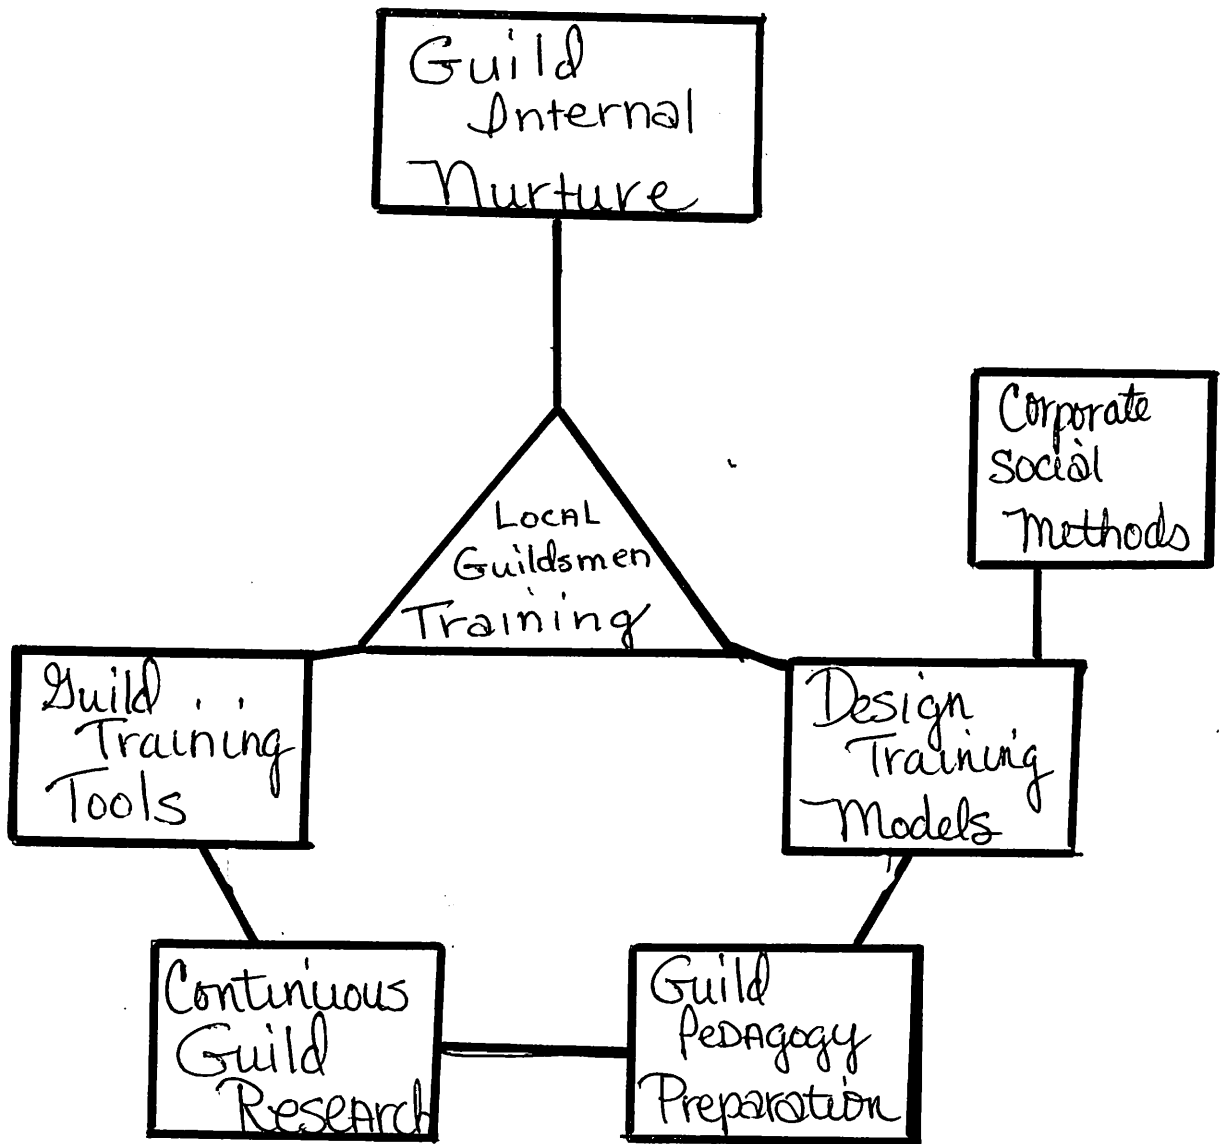 Guild
Internal
Nurture
Corporate
Social
Methods
LOCAL
Guildsmen
Training
Guild
Training
Tools
Design
Training
Models
Continuous
Guild
Research
Guild
PEDAgogy
Preparation